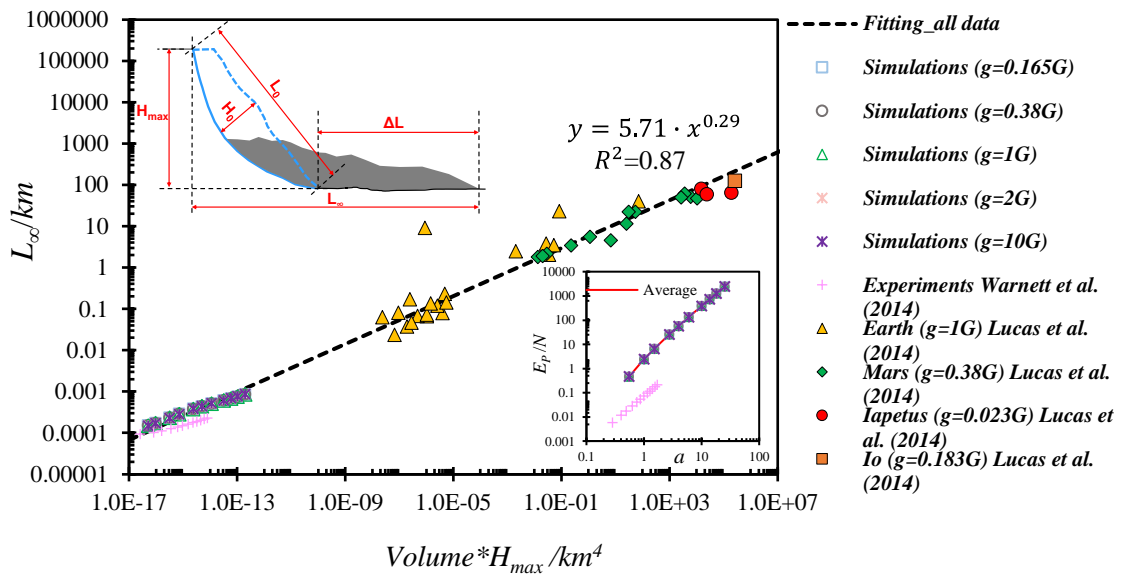 1000000
100000
10000
1000
100
10
1
0.1
0.01
0.001
0.0001
0.00001
L∞/km
1.0E-17
1.0E-13
1.0E-09
1.0E-05
1.0E-01
1.0E+03
1.0E+07
Volume*Hmax /km⁴
Hmax
L0
H0
ΔL
L∞
y = 5.71 · x^0.29
R²=0.87
10000
1000
100
10
1
0.1
0.01
0.001
EP /N
Average
0.1
1
10
100
a
Fitting_all data
Simulations (g=0.165G)
Simulations (g=0.38G)
Simulations (g=1G)
Simulations (g=2G)
Simulations (g=10G)
Experiments Warnett et al.
(2014)
Earth (g=1G) Lucas et al.
(2014)
Mars (g=0.38G) Lucas et al.
(2014)
Iapetus (g=0.023G) Lucas et
al. (2014)
Io (g=0.183G) Lucas et al.
(2014)